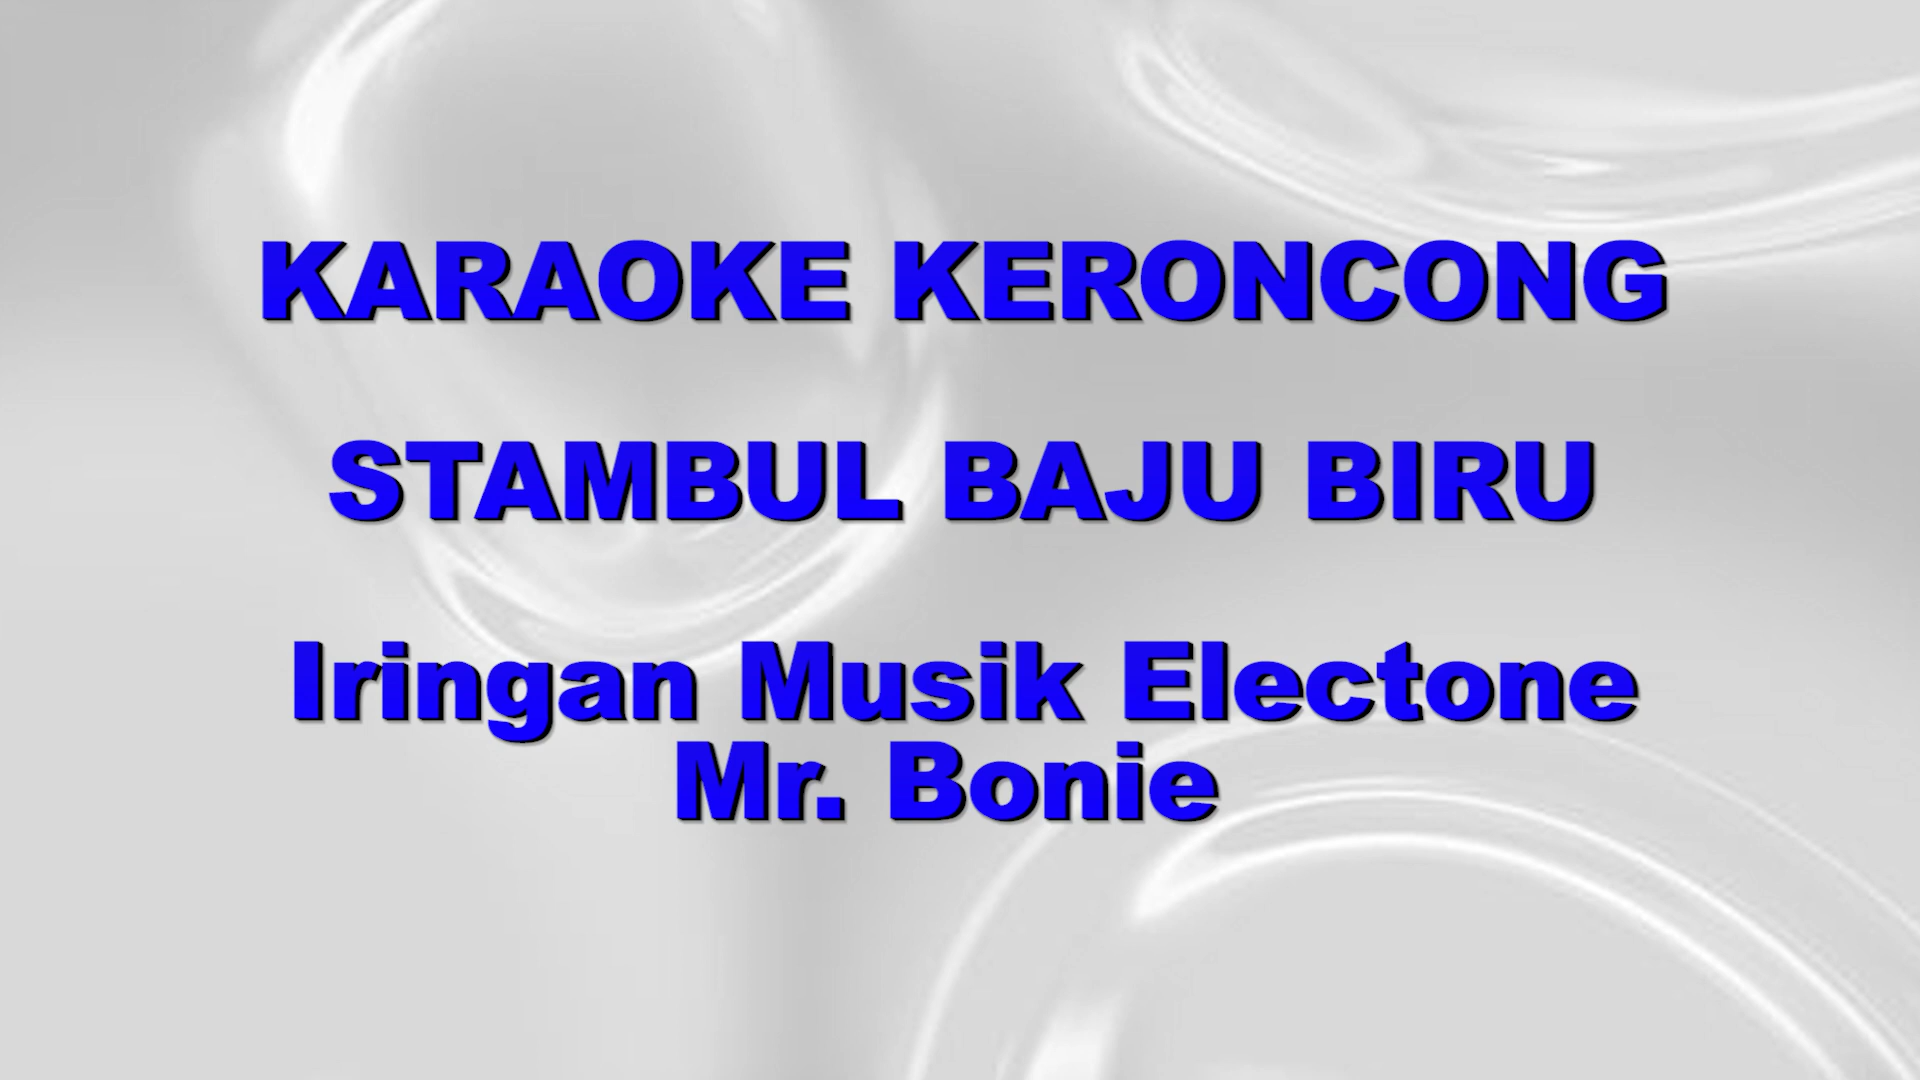 KARAOKE KERONCONG
STAMBUL BAJU BIRU
Iringan Musik Electone
Mr. Bonie